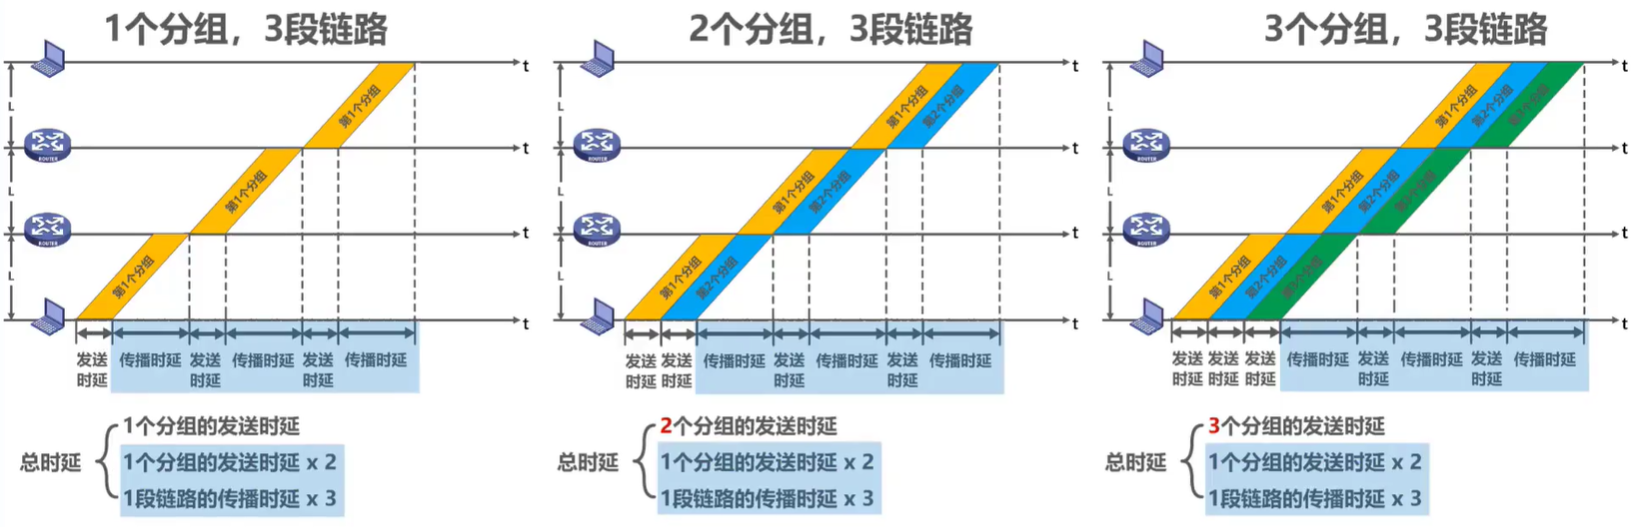 1个分组，3段链路
t
L
第1个分组
ROUTER
t
L
第1个分组
ROUTER
t
L
第1个分组
t
发送时延
传播时延
发送时延
传播时延
发送时延
传播时延
总时延
1个分组的发送时延
1个分组的发送时延 x 2
1段链路的传播时延 x 3
2个分组，3段链路
t
L
第1个分组
第2个分组
ROUTER
t
L
第1个分组
第2个分组
ROUTER
t
L
第1个分组
第2个分组
t
发送时延
发送时延
传播时延
发送时延
传播时延
发送时延
传播时延
总时延
2个分组的发送时延
1个分组的发送时延 x 2
1段链路的传播时延 x 3
3个分组，3段链路
t
L
第1个分组
第2个分组
第3个分组
ROUTER
t
L
第1个分组
第2个分组
第3个分组
ROUTER
t
L
第1个分组
第2个分组
第3个分组
t
发送时延
发送时延
发送时延
传播时延
发送时延
传播时延
发送时延
传播时延
总时延
3个分组的发送时延
1个分组的发送时延 x 2
1段链路的传播时延 x 3